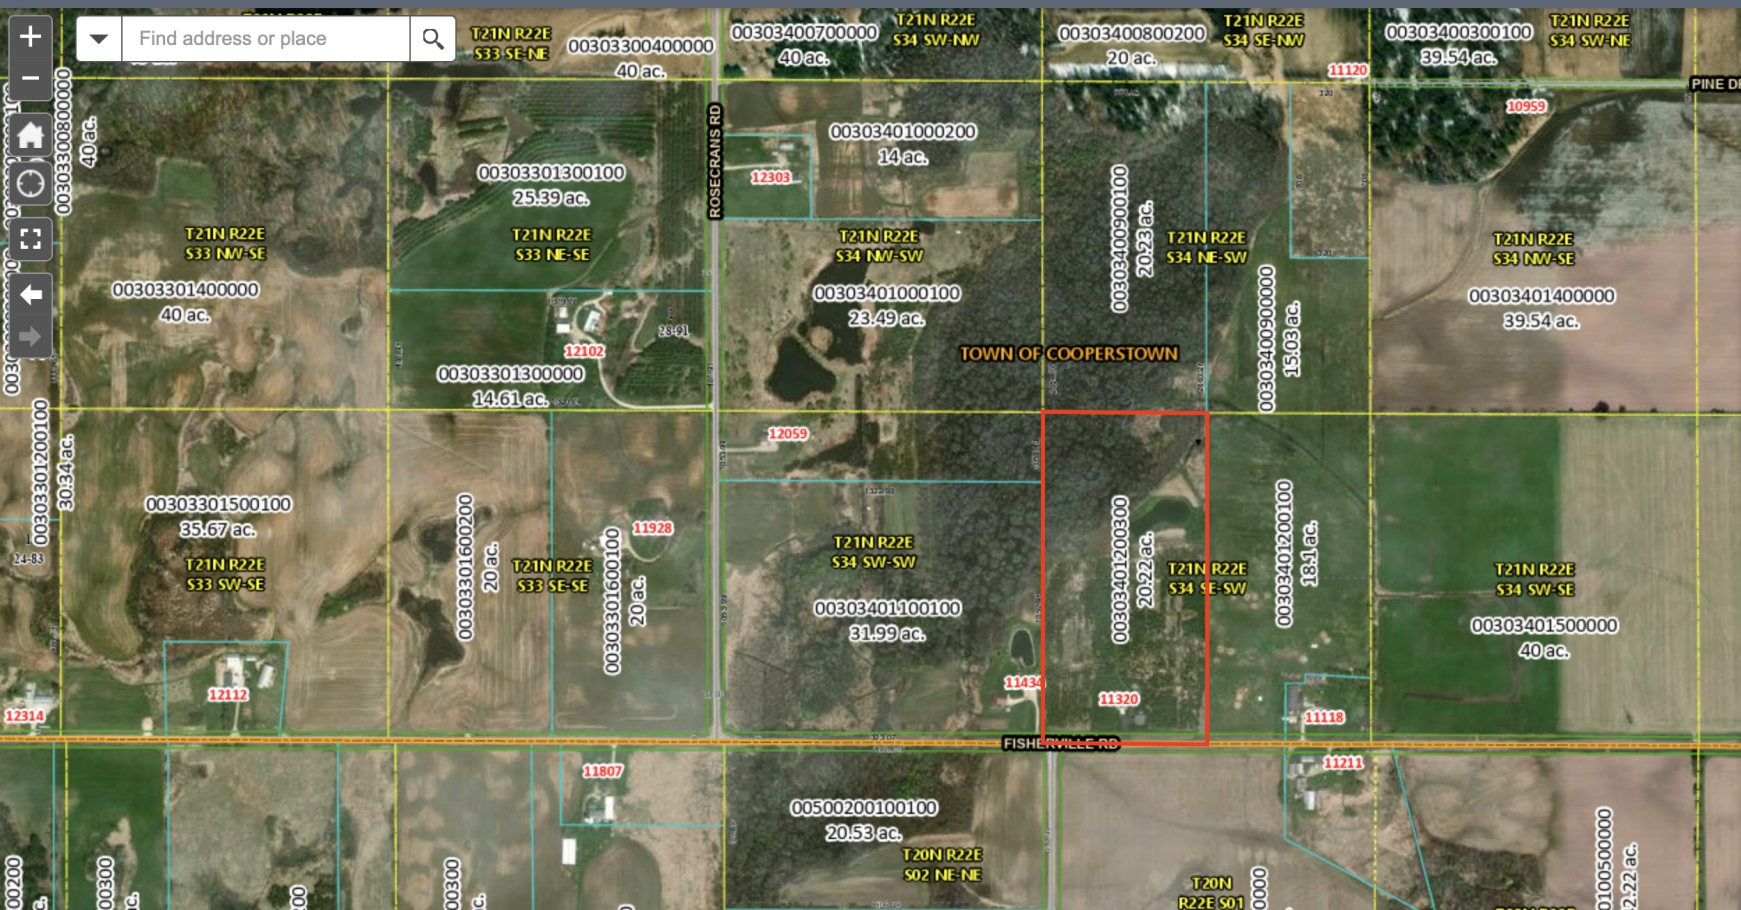 Find address or place
T21N R22E
S33 SE-NE
00303300400000
40 ac.
00303400700000
40 ac.
T21N R22E
S34 SW-NW
00303400800200
20 ac.
T21N R22E
S34 SE-NW
11120
00303400300100
39.54 ac.
T21N R22E
S34 SW-NE
PINE
10959
00303300800000
40 ac.
ROSECRANS RD
00303301300100
25.39 ac.
T21N R22E
S33 NE-SE
T21N R22E
S33 NW-SE
00303301400000
40 ac.
12303
00303401000200
14 ac.
T21N R22E
S34 NW-SW
00303401000100
23.49 ac.
00303400900100
20.23 ac.
T21N R22E
S34 NE-SW
00303400900000
15.03 ac.
T21N R22E
S34 NW-SE
00303401400000
39.54 ac.
28-91
12102
00303301300000
14.61 ac.
TOWN OF COOPERSTOWN
00303301200100
30.34 ac.
24-83
00303301500100
35.67 ac.
T21N R22E
S33 SW-SE
00303301600200
20 ac.
T21N R22E
S33 SE-SE
00303301600100
20 ac.
11928
12059
T21N R22E
S34 SW-SW
00303401100100
31.99 ac.
00303401200300
20.22 ac.
T21N R22E
S34 SE-SW
00303401200100
18.1 ac.
T21N R22E
S34 SW-SE
00303401500000
40 ac.
12314
12112
11434
11320
11118
FISHERVILLE RD
11807
11211
00500200100100
20.53 ac.
T20N R22E
S02 NE-NE
T20N
R22E S01